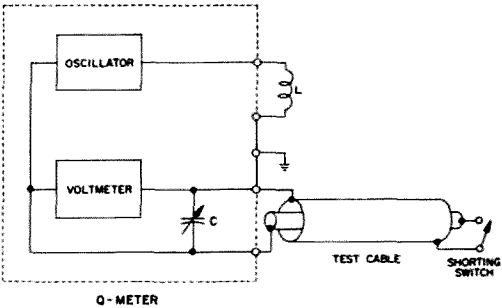 OSCILLATOR
L
VOLTMETER
C
TEST CABLE
SHORTING
SWITCH
Q-METER